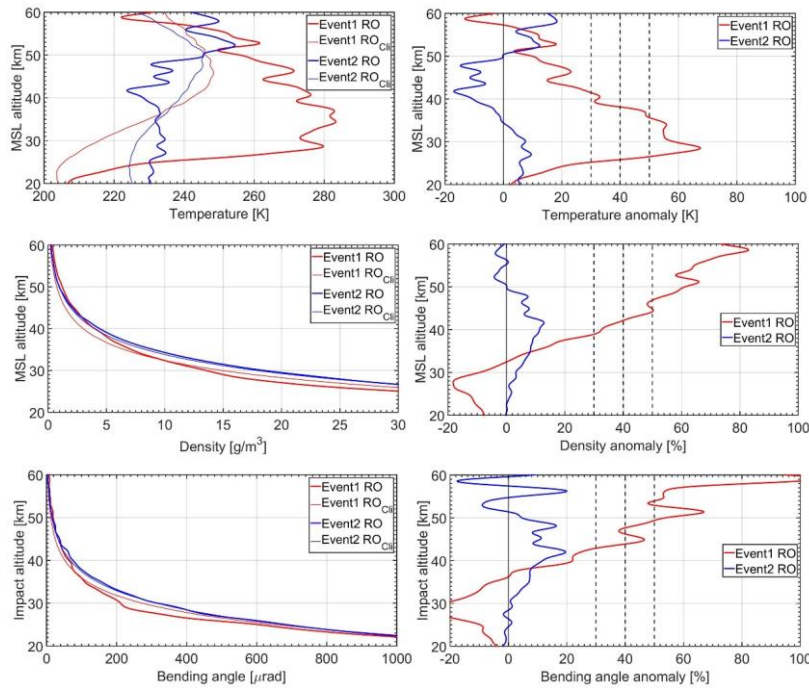 MSL altitude [km]
60
50
40
30
20
200 220 240 260 280 300
Temperature [K]
Event1 RO
Event1 RO_Cli
Event2 RO
Event2 RO_Cli
MSL altitude [km]
60
50
40
30
20
-20 0 20 40 60 80 100
Temperature anomaly [K]
Event1 RO
Event2 RO
MSL altitude [km]
60
50
40
30
20
0 5 10 15 20 25 30
Density [g/m³]
Event1 RO
Event1 RO_Cli
Event2 RO
Event2 RO_Cli
MSL altitude [km]
60
50
40
30
20
-20 0 20 40 60 80 100
Density anomaly [%]
Event1 RO
Event2 RO
Impact altitude [km]
60
50
40
30
20
0 200 400 600 800 1000
Bending angle [μrad]
Event1 RO
Event1 RO_Cli
Event2 RO
Event2 RO_Cli
Impact altitude [km]
60
50
40
30
20
-20 0 20 40 60 80 100
Bending angle anomaly [%]
Event1 RO
Event2 RO